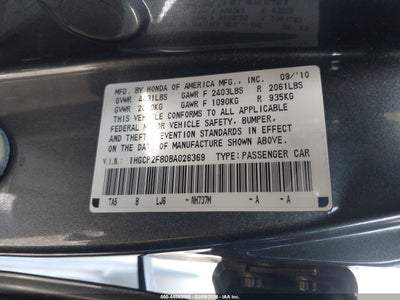 MFD. BY HONDA OF AMERICA MFG., INC. 09/'10
GVWR GAWR F 2403LBS R 2061LBS
GVWR GAWR F 1090KG R 935KG
THIS VEHICLE CONFORMS TO ALL APPLICABLE
FEDERAL MOTOR VEHICLE SAFETY, BUMPER,
AND THEFT PREVENTION STANDARDS IN EFFECT
ON THE DATE OF MANUFACTURE SHOWN ABOVE.
V.I.N.: TYPE:PASSENGER CAR
TA5 B LJ6 NH737M -A -A